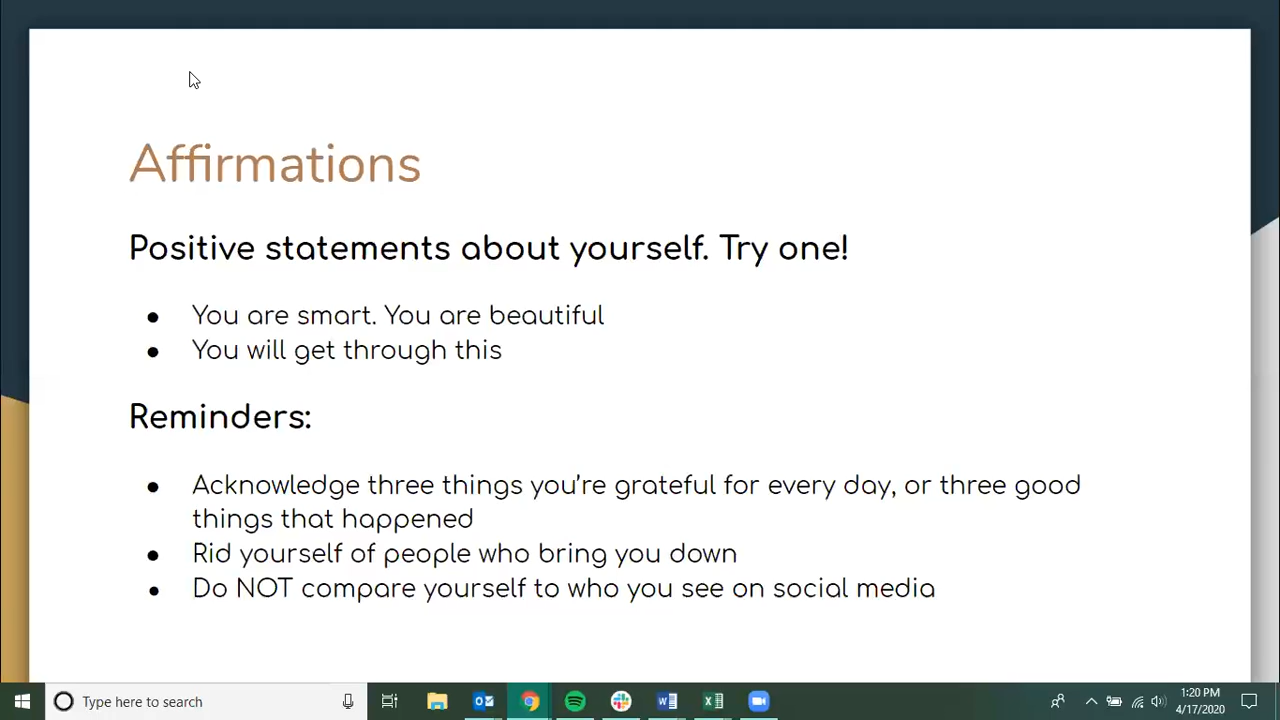 Affirmations
Positive statements about yourself. Try one!
● You are smart. You are beautiful
● You will get through this
Reminders:
● Acknowledge three things you’re grateful for every day, or three good
things that happened
● Rid yourself of people who bring you down
● Do NOT compare yourself to who you see on social media
Type here to search
1:20 PM
4/17/2020